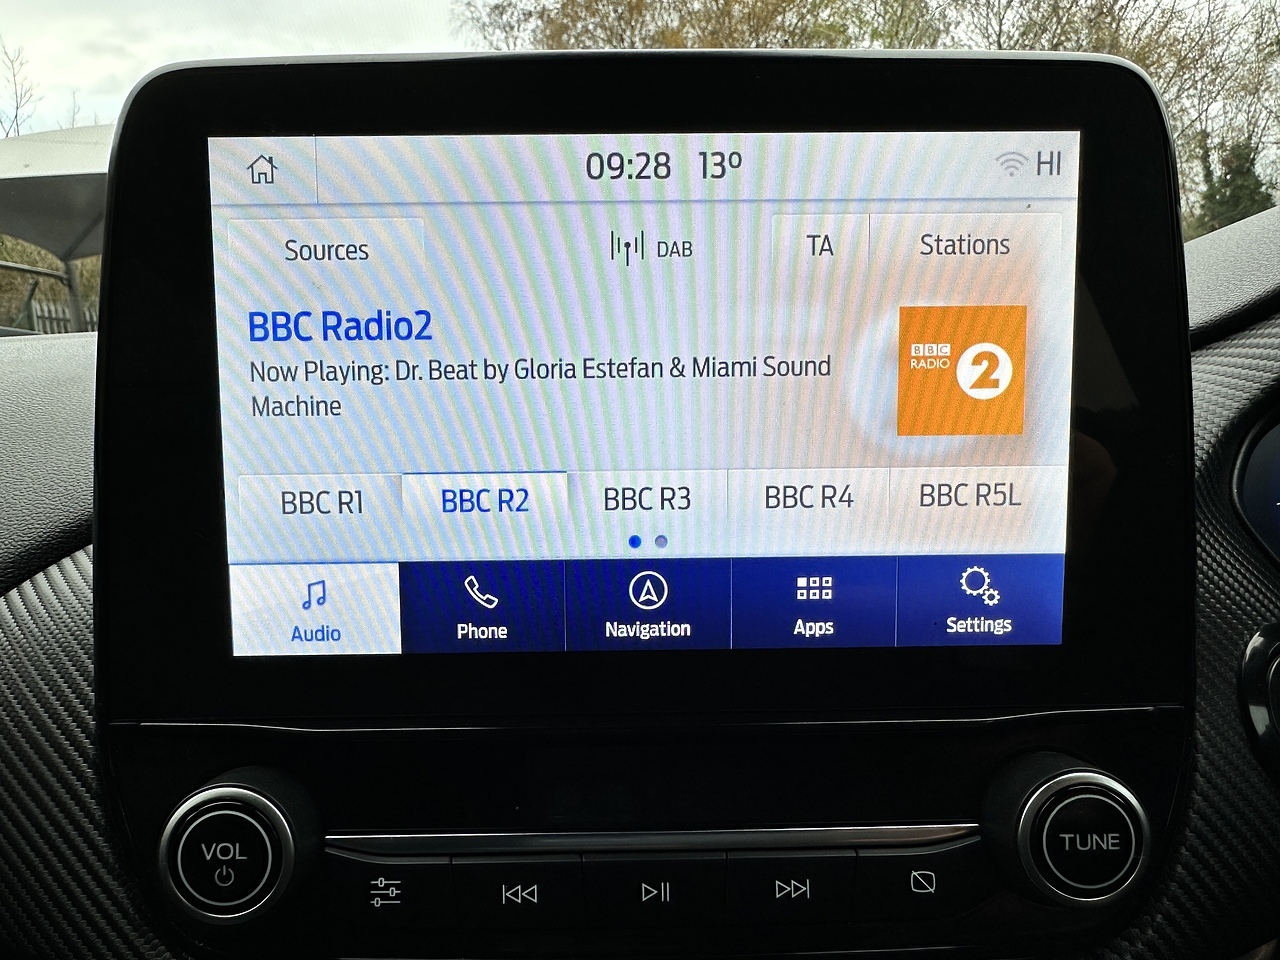 09:28 13º HI
Sources DAB TA Stations
BBC Radio2
Now Playing: Dr. Beat by Gloria Estefan & Miami Sound
Machine
BBC
RADIO 2
BBC R1 BBC R2 BBC R3 BBC R4 BBC R5L
Audio Phone Navigation Apps Settings
VOL TUNE